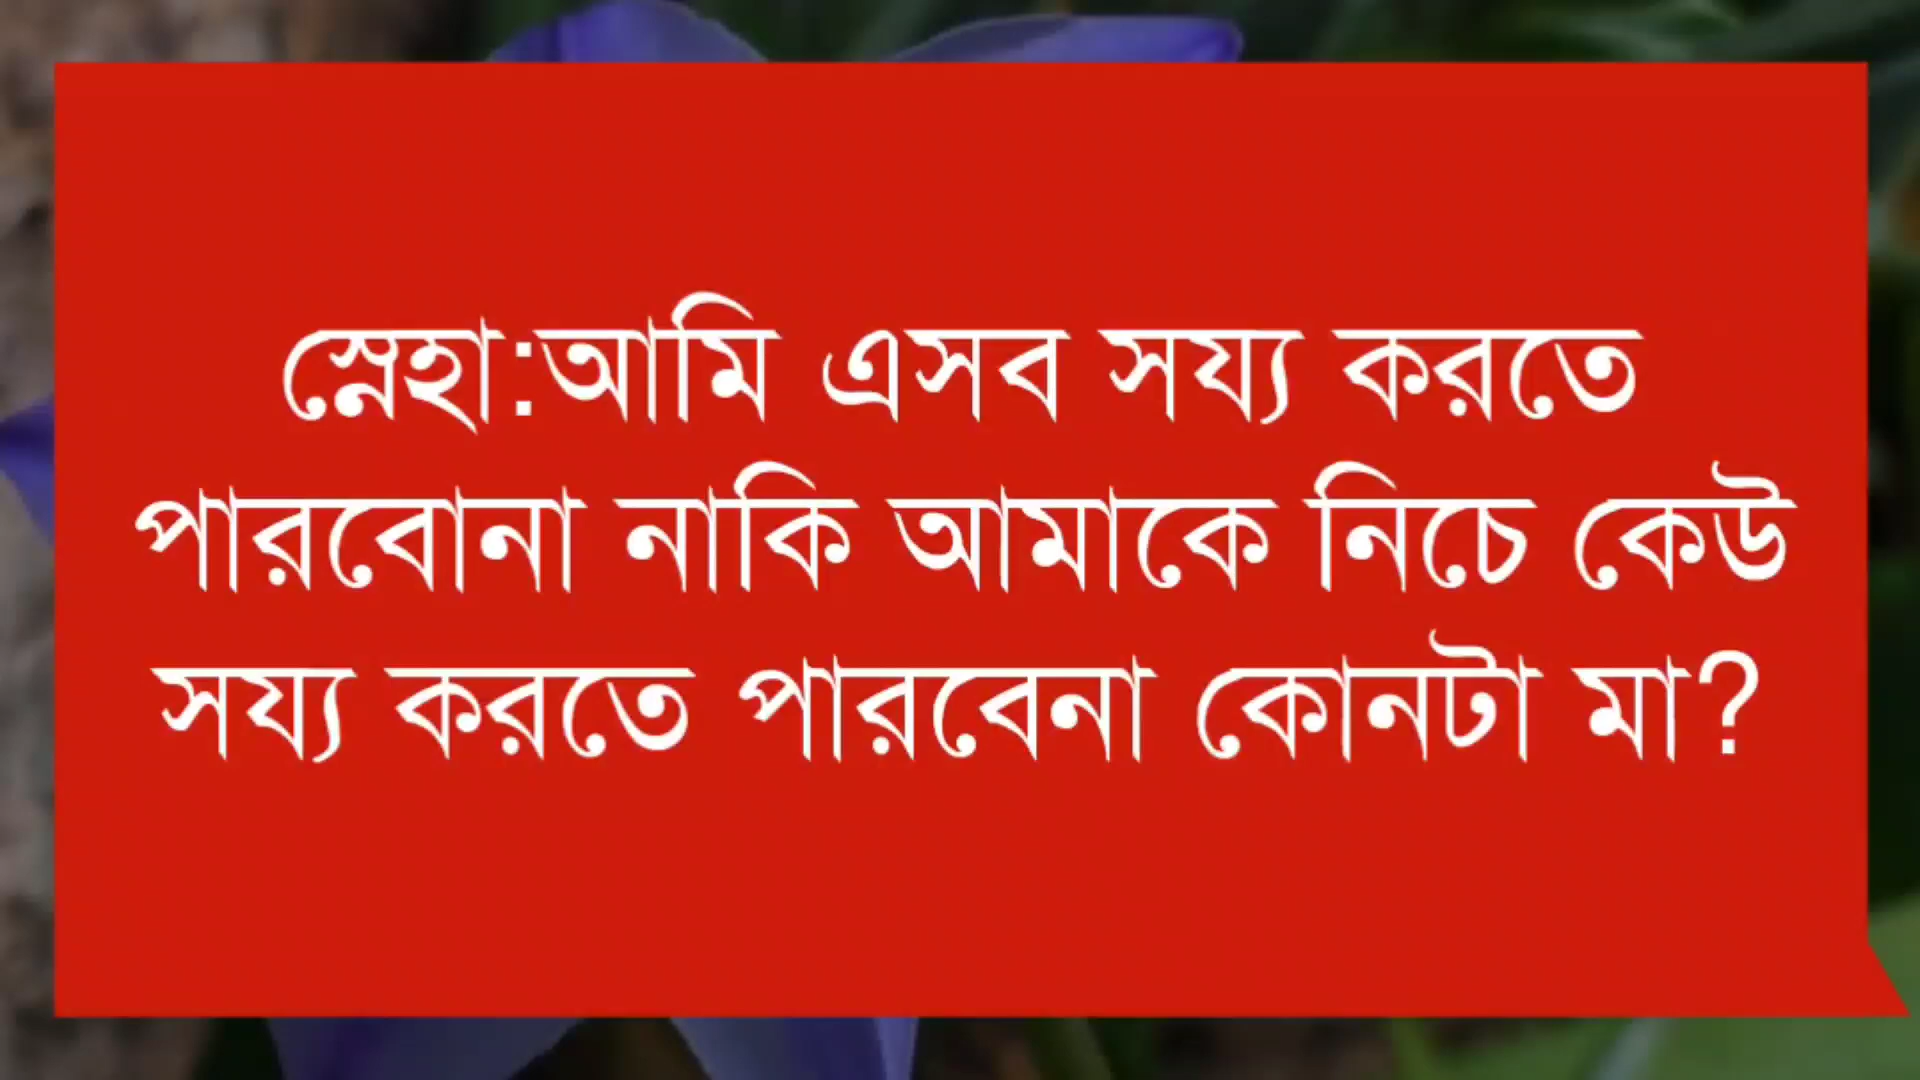 স্নেহা:আমি এসব সয্য করতে
পারবোনা নাকি আমাকে নিচে কেউ
সয্য করতে পারবেনা কোনটা মা?